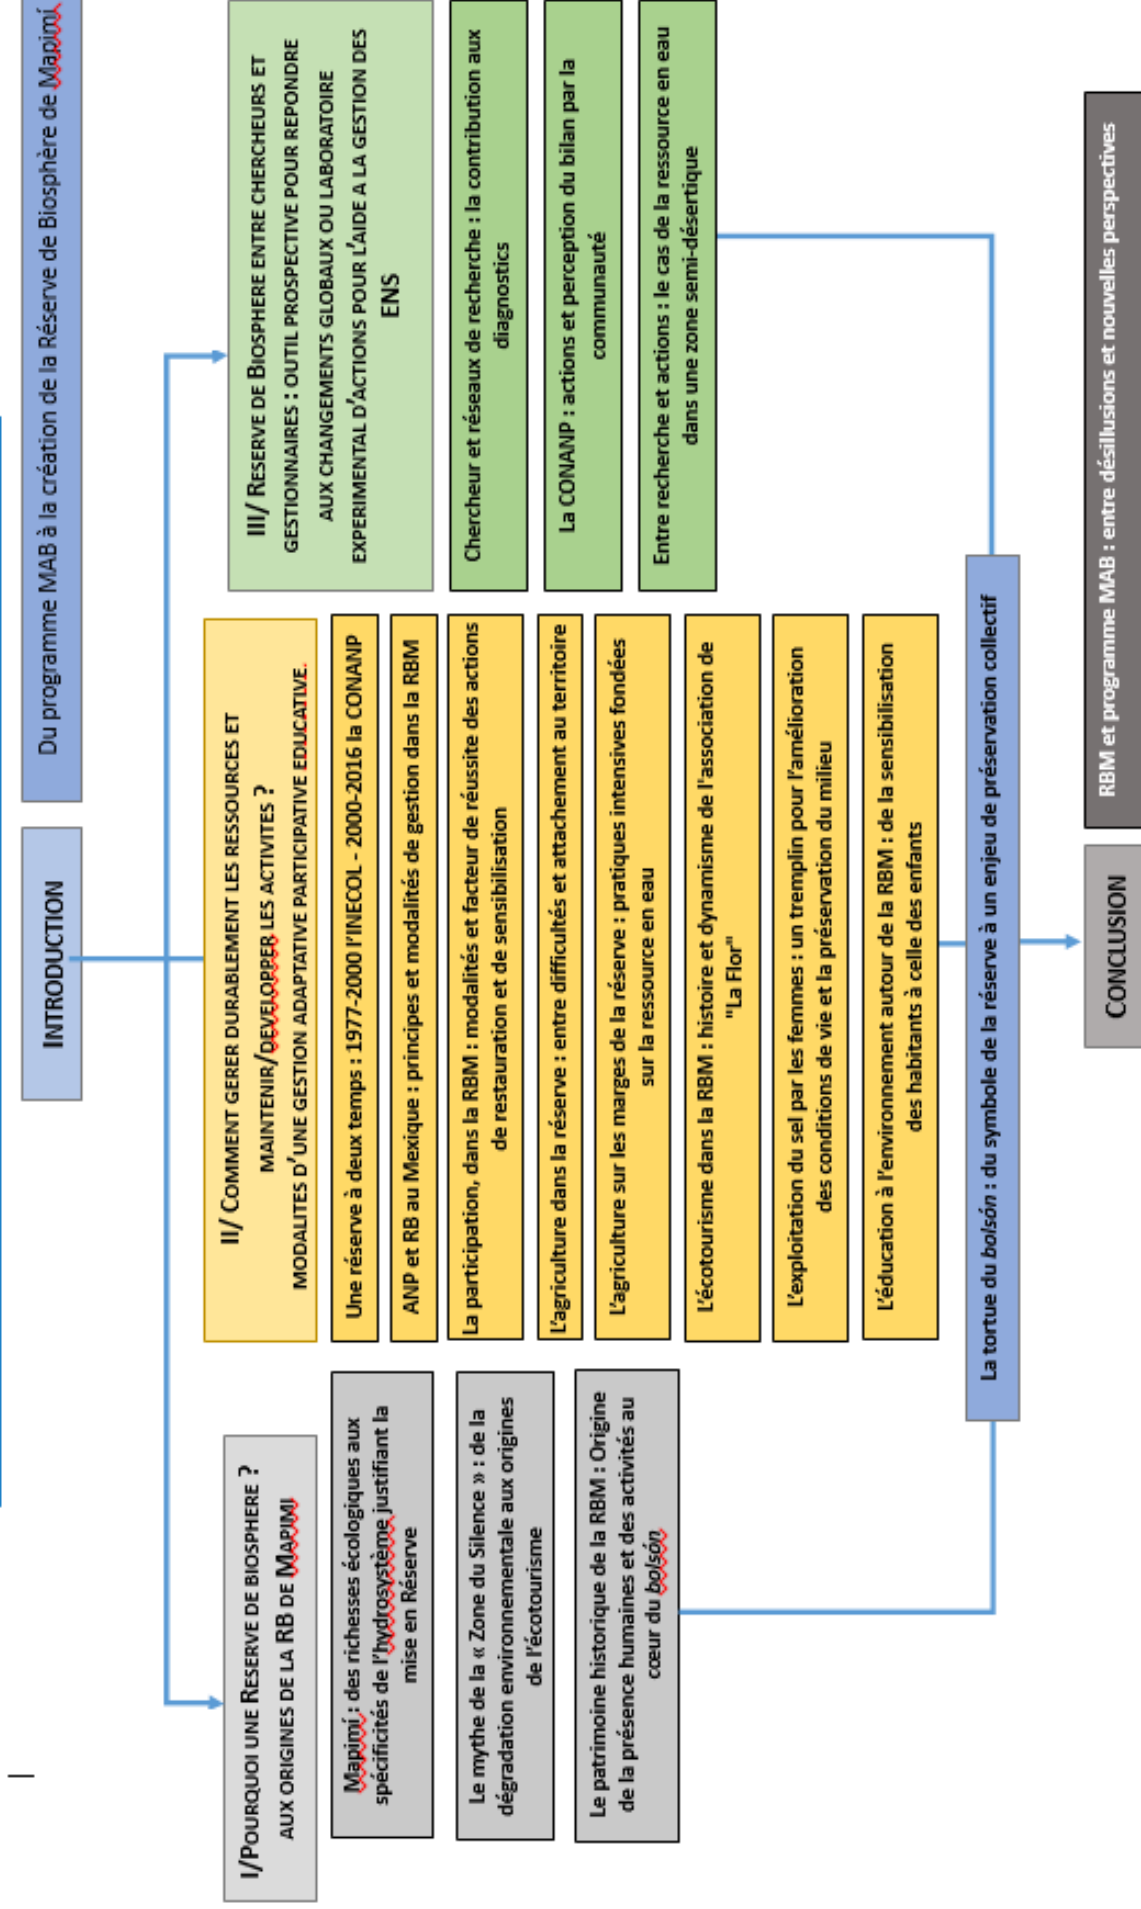 INTRODUCTION
Du programme MAB à la création de la Réserve de Biosphère de Mapimí
I/POURQUOI UNE RESERVE DE BIOSPHERE ?
AUX ORIGINES DE LA RB DE MAPIMI
Mapimí : des richesses écologiques aux
spécificités de l'hydrosystème justifiant la
mise en Réserve
Le mythe de la « Zone du Silence » : de la
dégradation environnementale aux origines
de l'écotourisme
Le patrimoine historique de la RBM : Origine
de la présence humaines et des activités au
cœur du bolsón
II/ COMMENT GERER DURABLEMENT LES RESSOURCES ET
MAINTENIR/DEVELOPPER LES ACTIVITES ?
MODALITES D'UNE GESTION ADAPTATIVE PARTICIPATIVE EDUCATIVE.
Une réserve à deux temps : 1977-2000 l'INECOL - 2000-2016 la CONANP
ANP et RB au Mexique : principes et modalités de gestion dans la RBM
La participation, dans la RBM : modalités et facteur de réussite des actions
de restauration et de sensibilisation
L'agriculture dans la réserve : entre difficultés et attachement au territoire
L'agriculture sur les marges de la réserve : pratiques intensives fondées
sur la ressource en eau
L'écotourisme dans la RBM : histoire et dynamisme de l'association de
"La Flor"
L'exploitation du sel par les femmes : un tremplin pour l'amélioration
des conditions de vie et la préservation du milieu
L'éducation à l'environnement autour de la RBM : de la sensibilisation
des habitants à celle des enfants
III/ RESERVE DE BIOSPHERE ENTRE CHERCHEURS ET
GESTIONNAIRES : OUTIL PROSPECTIVE POUR REPONDRE
AUX CHANGEMENTS GLOBAUX OU LABORATOIRE
EXPERIMENTAL D'ACTIONS POUR L'AIDE A LA GESTION DES
ENS
Chercheur et réseaux de recherche : la contribution aux
diagnostics
La CONANP : actions et perception du bilan par la
communauté
Entre recherche et actions : le cas de la ressource en eau
dans une zone semi-désertique
La tortue du bolsón : du symbole de la réserve à un enjeu de préservation collectif
CONCLUSION
RBM et programme MAB : entre désillusions et nouvelles perspectives